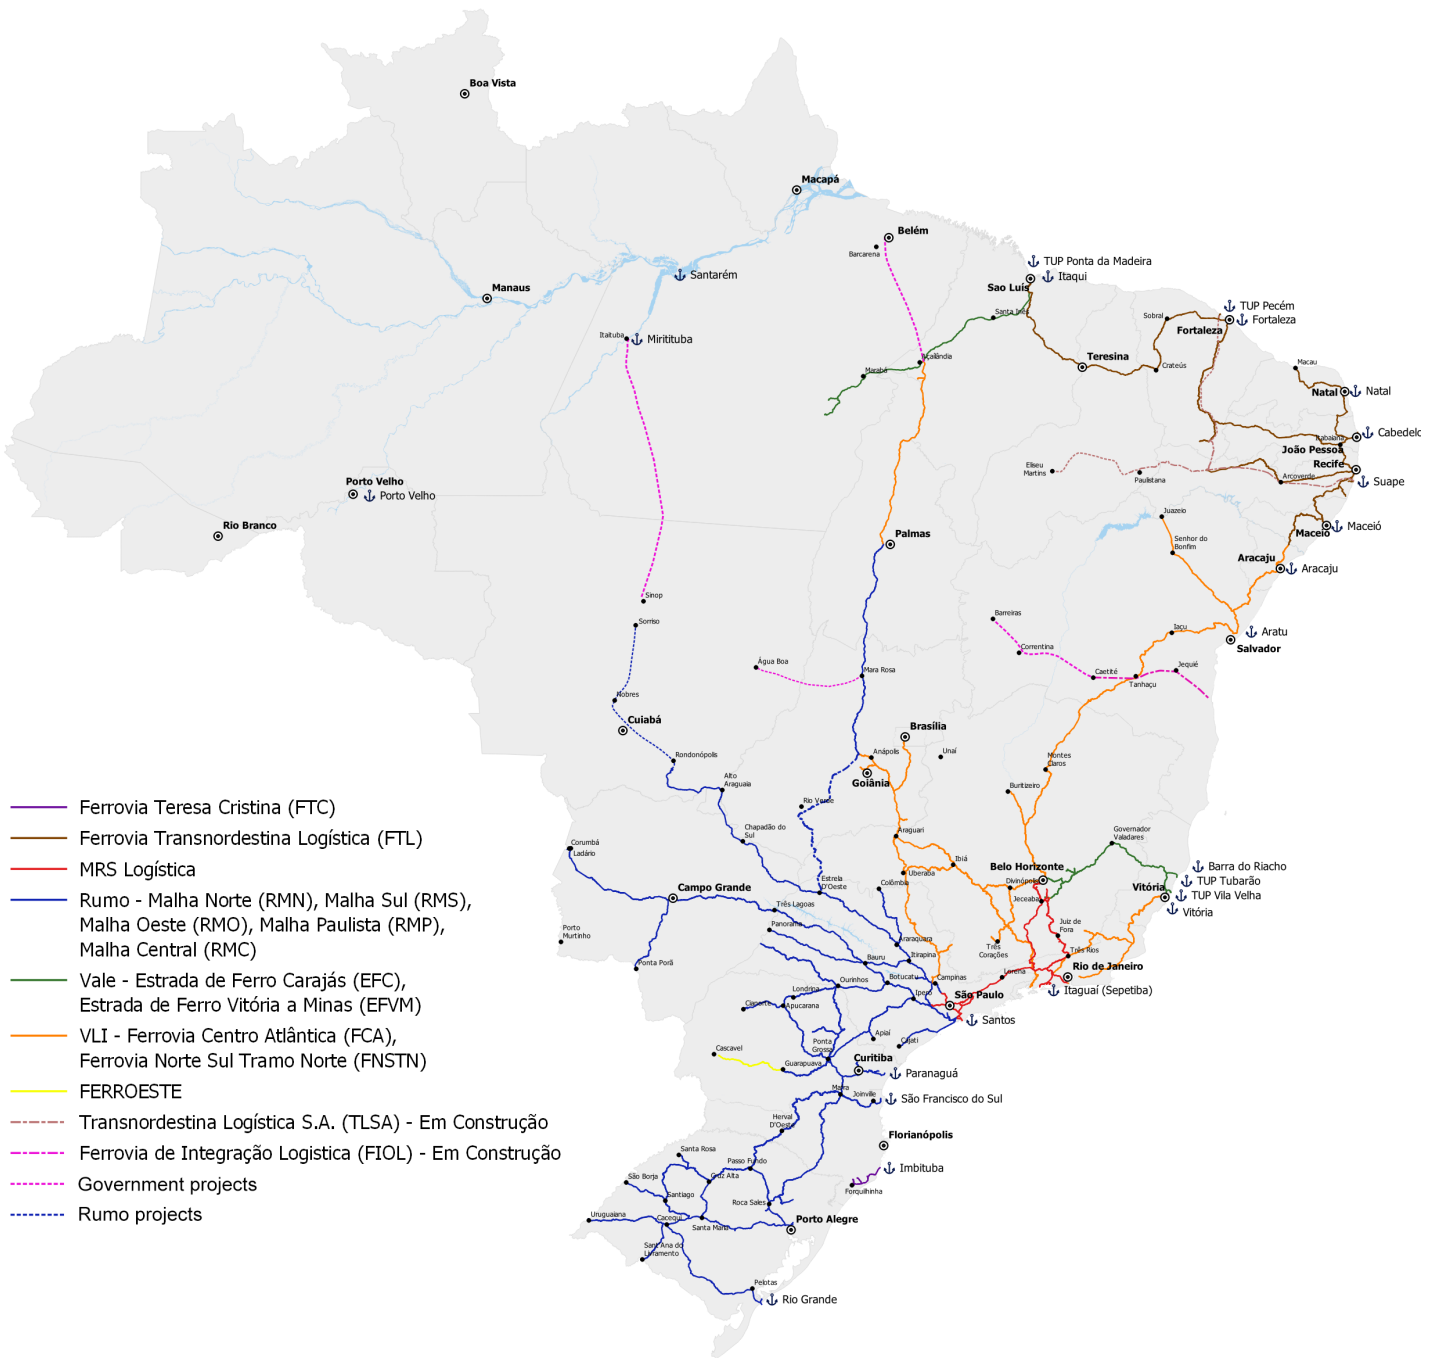 Boa Vista
Macapá
Belém
Barcarena
TUP Ponta da Madeira
Santarém
Itaqui
Manaus
Sao Luís
TUP Pecém
Santa Inês
Sobral
Fortaleza
Fortaleza
Itaituba
Miritituba
Açailândia
Teresina
Macau
Crateús
Marabá
Natal
Natal
Cabedelo
Itabaiana
João Pessoa
Eliseu
Martins
Recife
Paulistana
Arcoverde
Suape
Porto Velho
Porto Velho
Juazeio
Rio Branco
Maceió
Maceió
Palmas
Senhor do
Bonfim
Aracaju
Aracaju
Sinop
Barreiras
Sorriso
Iaçu
Aratu
Correntina
Salvador
Água Boa
Mara Rosa
Caetité
Jequié
Tanhaçu
Nobres
Cuiabá
Brasília
Anápolis
Unaí
Rondonópolis
Montes
Claros
Alto
Araguaia
Goiânia
Buritizeiro
Rio Verde
Chapadão do
Sul
Araguari
Governador
Valadares
Corumbá
Ladário
Ibiá
Belo Horizonte
Barra do Riacho
Uberaba
TUP Tubarão
Estrela
D'Oeste
Colômbia
Divinópolis
Vitória
TUP Vila Velha
Campo Grande
Jeceaba
Três Lagoas
Vitória
Panorama
Juiz de
Fora
Porto
Murtinho
Araraquara
Três
Corações
Três Rios
Itirapina
Bauru
Ponta Porã
Rio de Janeiro
Lorena
Ourinhos
Botucatu
Campinas
Londrina
Itaguaí (Sepetiba)
Iperó
São Paulo
Cianorte
Apucarana
Santos
Apiaí
Cajati
Ponta
Grossa
Cascavel
Curitiba
Guarapuava
Paranaguá
Mafra
Joinville
São Francisco do Sul
Herval
D'Oeste
Florianópolis
Santa Rosa
Passo Fundo
Imbituba
São Borja
Cruz Alta
Forquilhinha
Santiago
Roca Sales
Uruguaiana
Cacequi
Santa Maria
Porto Alegre
Sant'Ana do
Livramento
Pelotas
Rio Grande
Ferrovia Teresa Cristina (FTC)
Ferrovia Transnordestina Logística (FTL)
MRS Logística
Rumo - Malha Norte (RMN), Malha Sul (RMS),
Malha Oeste (RMO), Malha Paulista (RMP),
Malha Central (RMC)
Vale - Estrada de Ferro Carajás (EFC),
Estrada de Ferro Vitória a Minas (EFVM)
VLI - Ferrovia Centro Atlântica (FCA),
Ferrovia Norte Sul Tramo Norte (FNSTN)
FERROESTE
Transnordestina Logística S.A. (TLSA) - Em Construção
Ferrovia de Integração Logistica (FIOL) - Em Construção
Government projects
Rumo projects